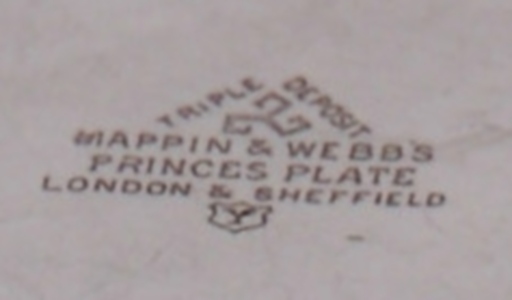 TRIPLE DEPOSIT
MAPPIN & WEBB'S
PRINCES PLATE
LONDON & SHEFFIELD